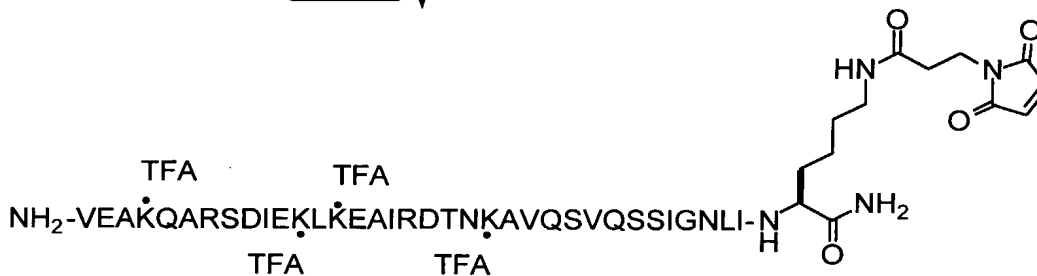 O
HN
N
O
O
TFA TFA
NH2-VEAKQARSDIEKLKEAIRDTNKAVQSVQSSIGNLI-N
H
NH2
O
TFA TFA